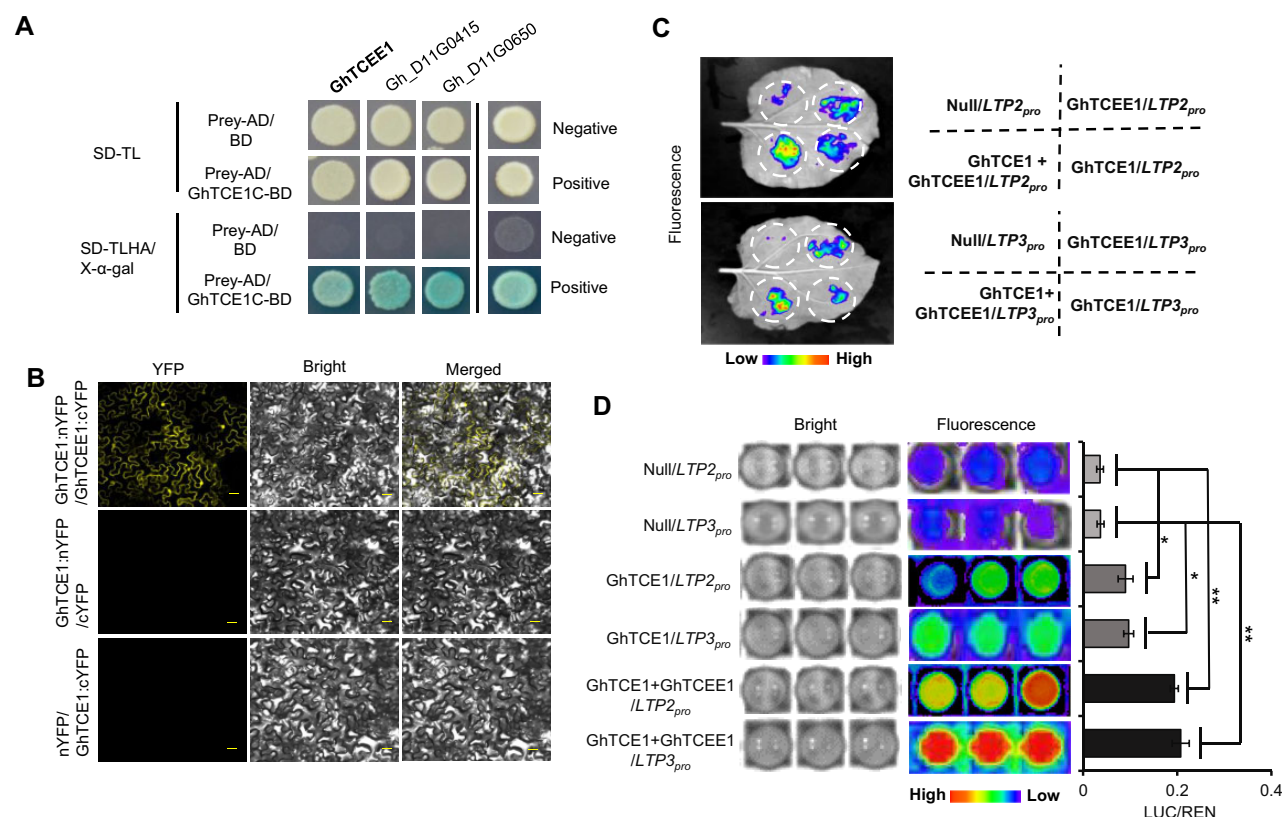 A
GhTCEE1
Gh_D11G0415
Gh_D11G0650
SD-TL
Prey-AD/
BD
Negative
Prey-AD/
GhTCE1C-BD
Positive
SD-TLHA/
X-α-gal
Prey-AD/
BD
Negative
Prey-AD/
GhTCE1C-BD
Positive
B
YFP
Bright
Merged
GhTCE1:nYFP
/GhTCEE1:cYFP
GhTCE1:nYFP
/cYFP
nYFP/
GhTCE1:cYFP
C
Fluorescence
Null/LTP2pro
GhTCEE1/LTP2pro
GhTCE1 +
GhTCEE1/LTP2pro
GhTCE1/LTP2pro
Null/LTP3pro
GhTCEE1/LTP3pro
GhTCE1+
GhTCEE1/LTP3pro
GhTCE1/LTP3pro
Low
High
D
Bright
Fluorescence
Null/LTP2pro
Null/LTP3pro
GhTCE1/LTP2pro
GhTCE1/LTP3pro
GhTCE1+GhTCEE1
/LTP2pro
GhTCE1+GhTCEE1
/LTP3pro
*
*
**
**
High
Low
0
0.2
0.4
LUC/REN